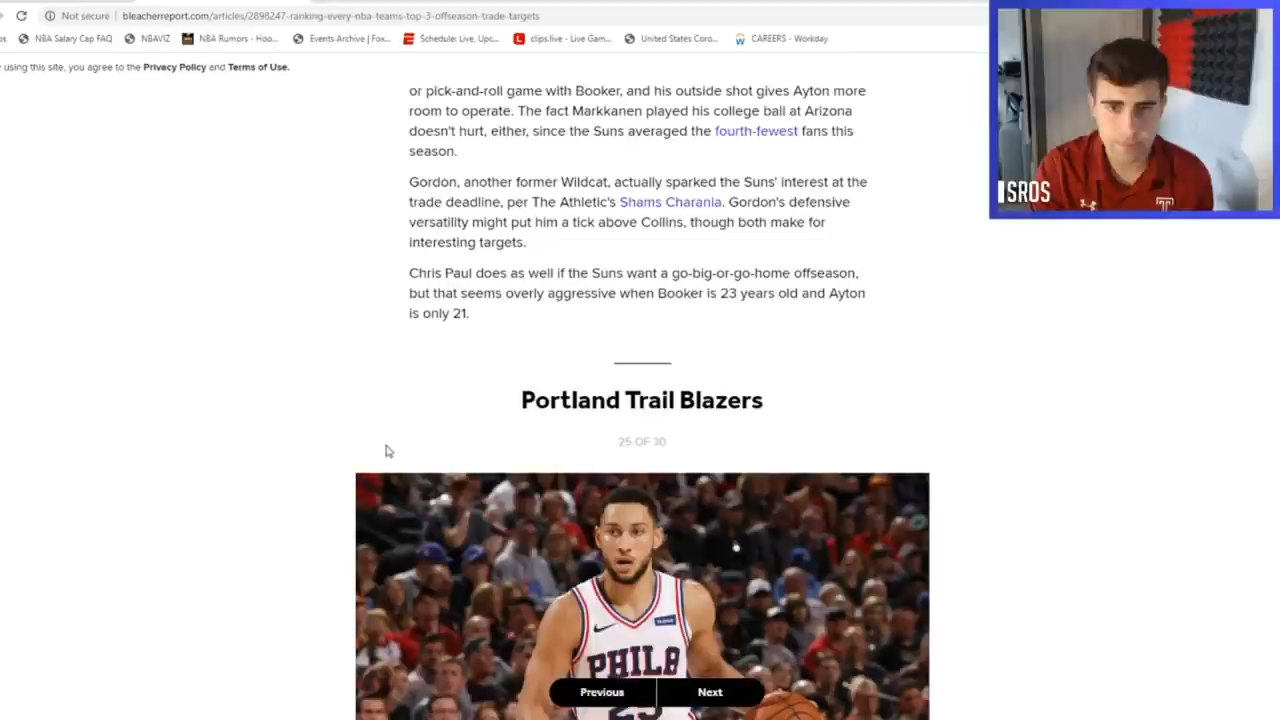 Not secure | bleacherreport.com/articles/2898247-ranking-every-nba-teams-top-3-offseason-trade-targets
NBA Salary Cap FAQ NBAVIZ NBA Rumors - Hoo... Events Archive | Fox... Schedule: Live, Upc... clips.live - Live Gam... United States Coro... CAREERS - Workday
using this site, you agree to the Privacy Policy and Terms of Use.
or pick-and-roll game with Booker, and his outside shot gives Ayton more
room to operate. The fact Markkanen played his college ball at Arizona
doesn't hurt, either, since the Suns averaged the fourth-fewest fans this
season.
Gordon, another former Wildcat, actually sparked the Suns' interest at the
trade deadline, per The Athletic's Shams Charania. Gordon's defensive
versatility might put him a tick above Collins, though both make for
interesting targets.
Chris Paul does as well if the Suns want a go-big-or-go-home offseason,
but that seems overly aggressive when Booker is 23 years old and Ayton
is only 21.
Portland Trail Blazers
25 OF 30
PHILA
25
Previous Next
SROS
T